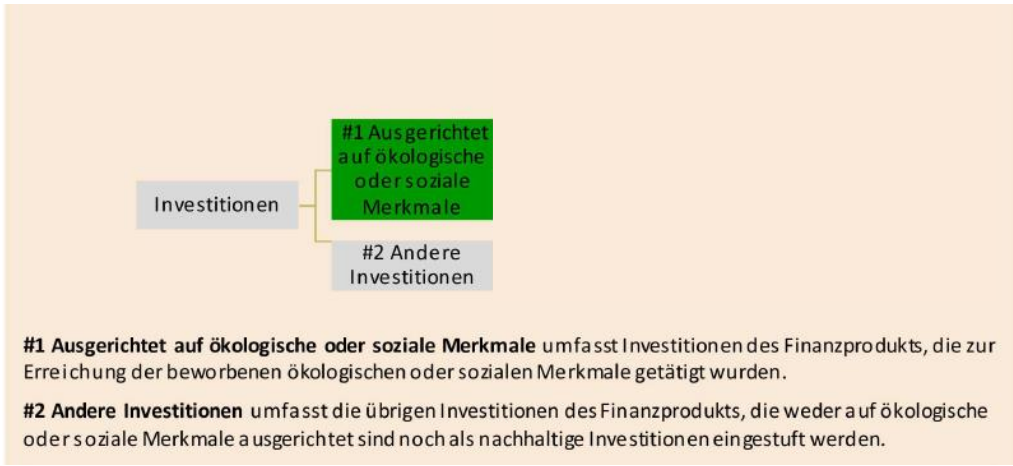 #1 Ausgerichtet
auf ökologische
oder soziale
Merkmale
Investitionen
#2 Andere
Investitionen
#1 Ausgerichtet auf ökologische oder soziale Merkmale umfasst Investitionen des Finanzprodukts, die zur
Erreichung der beworbenen ökologischen oder sozialen Merkmale getätigt wurden.
#2 Andere Investitionen umfasst die übrigen Investitionen des Finanzprodukts, die weder auf ökologische
oder soziale Merkmale ausgerichtet sind noch als nachhaltige Investitionen eingestuft werden.